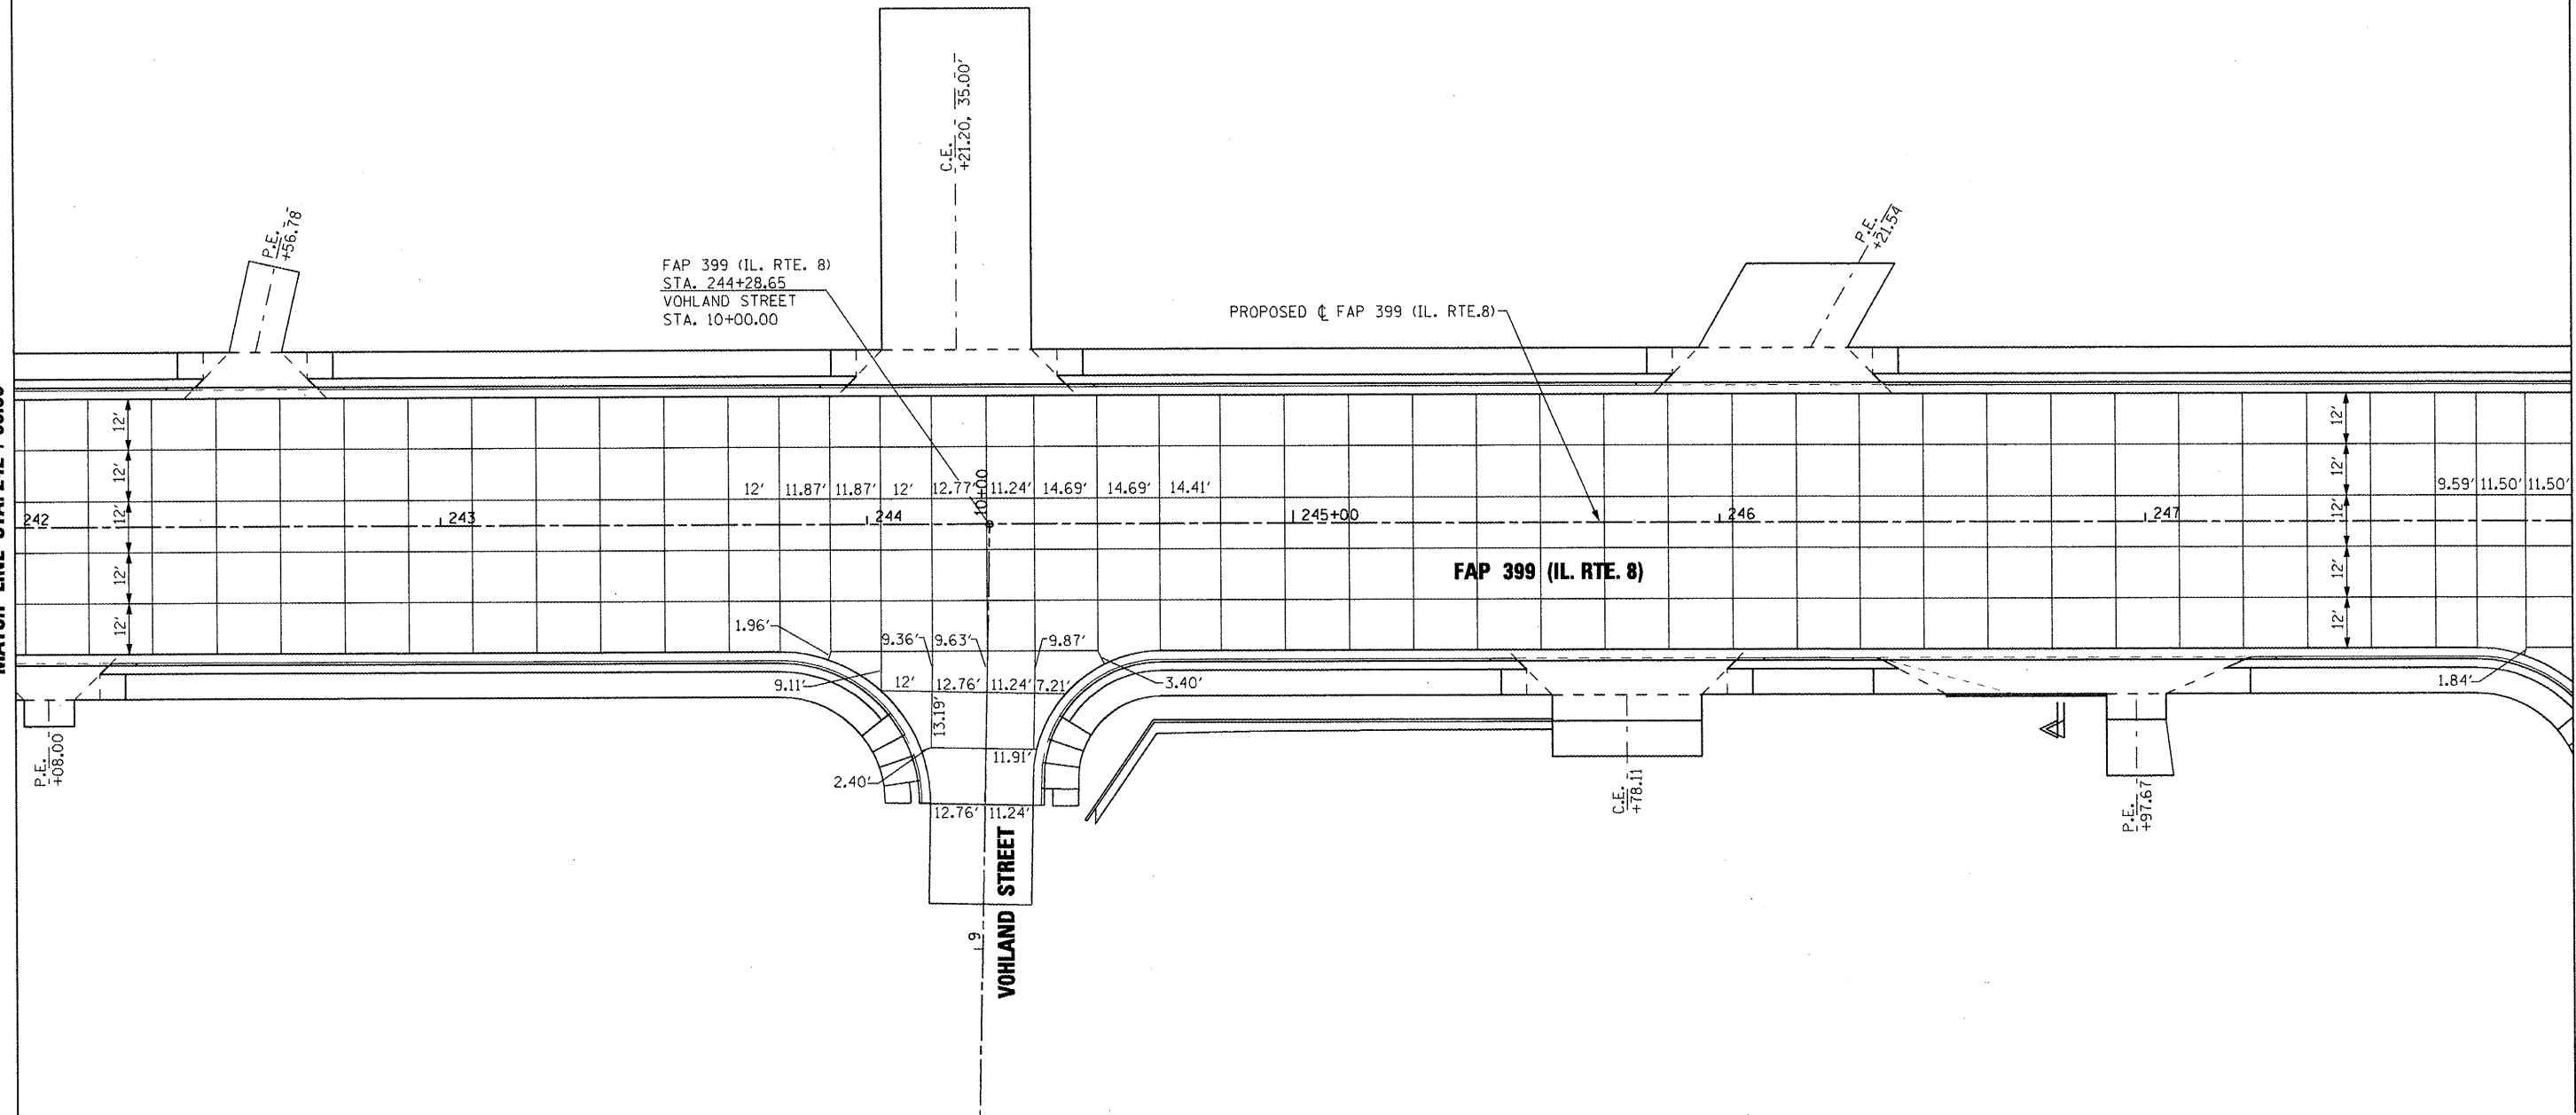 C.E.
+21.20, 35.00'
P.E.
+56.78
P.E.
+21.54
FAP 399 (IL. RTE. 8)
STA. 244+28.65
VOHLAND STREET
STA. 10+00.00
PROPOSED ℄ FAP 399 (IL. RTE.8)
12' 12'
12' 12'
12' 11.87' 11.87' 12' 12.77' 11.24' 14.69' 14.69' 14.41' 9.59' 11.50' 11.50'
10+00
242 243 244 245+00 246 247
12' 12'
12' 12'
FAP 399 (IL. RTE. 8)
12' 12'
1.96' 9.36' 9.63' 9.87'
9.11' 12' 12.76' 11.24' 7.21' 3.40' 1.84'
13.19'
2.40' 11.91'
12.76' 11.24'
P.E.
+08.00
C.E.
+78.11
P.E.
+97.67
VOHLAND STREET
9